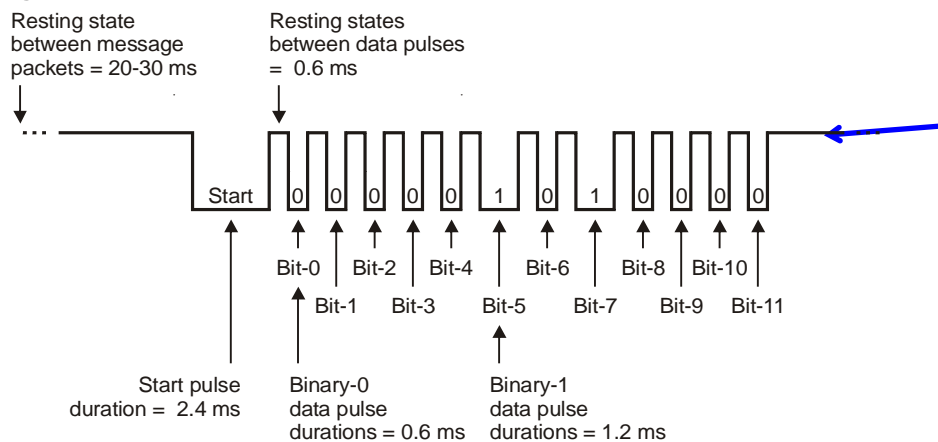 Resting state
between message
packets = 20-30 ms
Resting states
between data pulses
= 0.6 ms
Start 0 0 0 0 0 1 0 1 0 0 0 0
Bit-0 Bit-2 Bit-4 Bit-6 Bit-8 Bit-10
Bit-1 Bit-3 Bit-5 Bit-7 Bit-9 Bit-11
Start pulse
duration = 2.4 ms
Binary-0
data pulse
durations = 0.6 ms
Binary-1
data pulse
durations = 1.2 ms